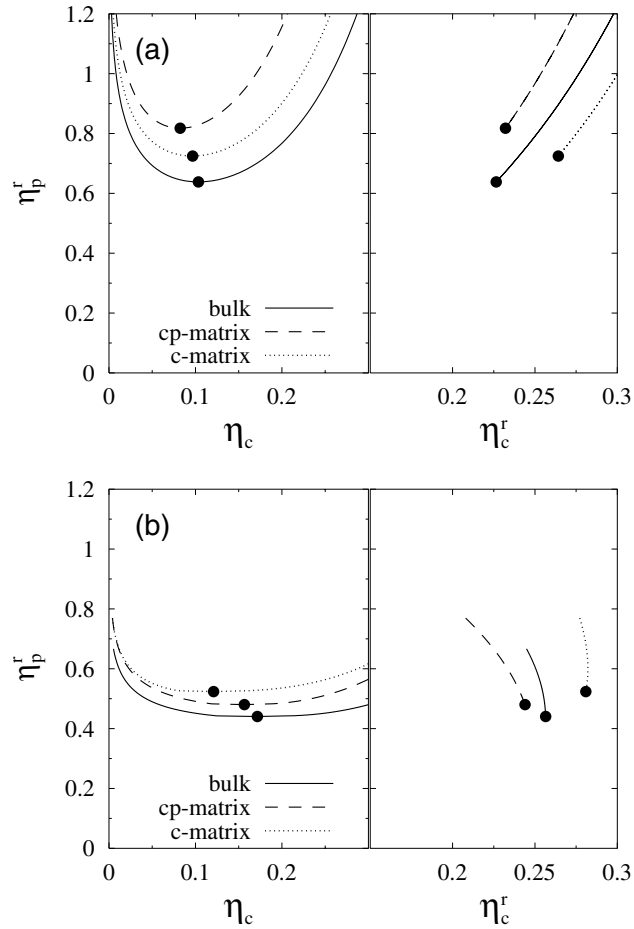 (a)
1.2
1
0.8
0.6
0.4
0.2
0
η_p^r
bulk
cp-matrix
c-matrix
0 0.1 0.2 0.2 0.25 0.3
η_c η_c^r
(b)
1.2
1
0.8
0.6
0.4
0.2
0
η_p^r
bulk
cp-matrix
c-matrix
0 0.1 0.2 0.2 0.25 0.3
η_c η_c^r